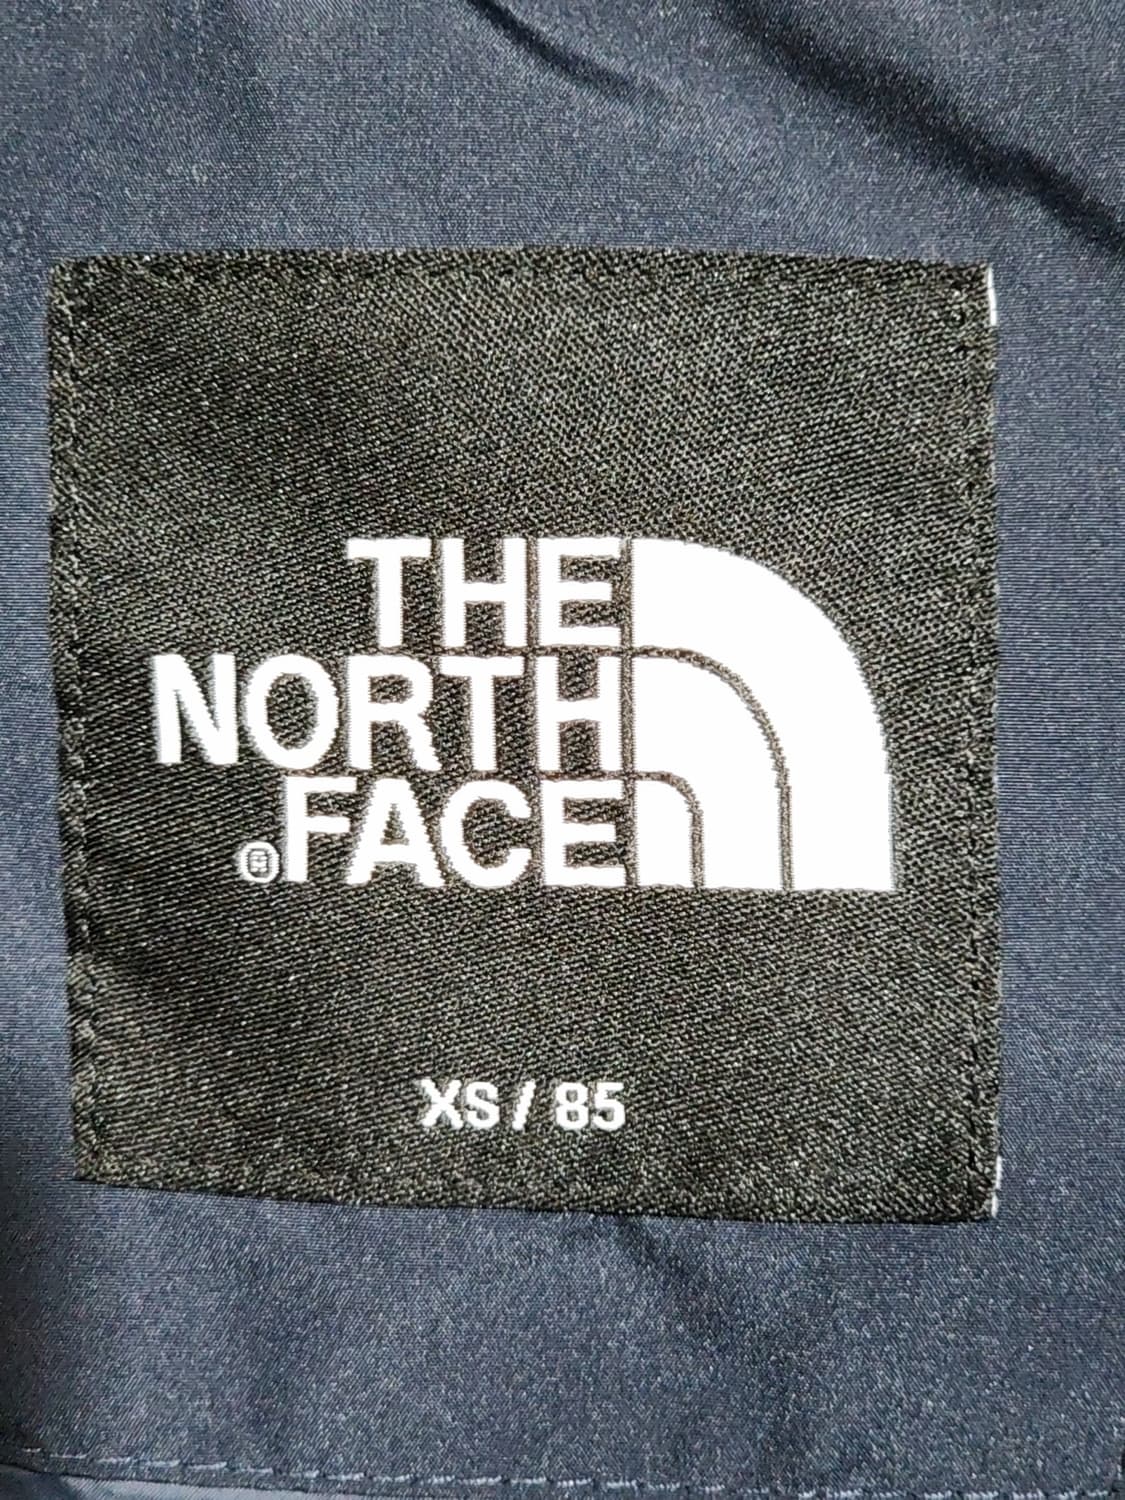 THE
NORTH
®FACE
XS / 85